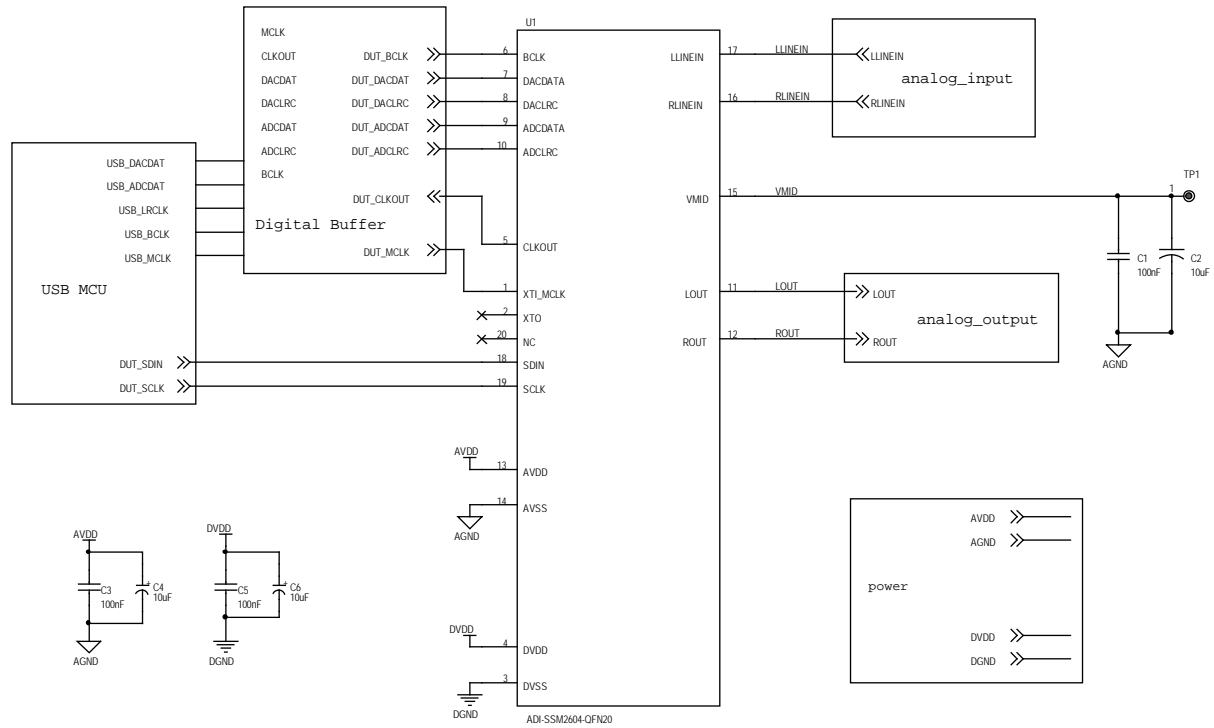 U1
MCLK
CLKOUT
DACDAT
DACLRC
ADCDAT
ADCLRC
BCLK
DUT_BCLK
DUT_DACDAT
DUT_DACLRC
DUT_ADCDAT
DUT_ADCLRC
DUT_CLKOUT
DUT_MCLK
Digital Buffer
USB_DACDAT
USB_ADCDAT
USB_LRCLK
USB_BCLK
USB_MCLK
USB MCU
DUT_SDIN
DUT_SCLK
6 BCLK
7 DACDATA
8 DACLRC
9 ADCDATA
10 ADCLRC
5 CLKOUT
1 XTI_MCLK
2 XTO
20 NC
18 SDIN
19 SCLK
AVDD
13 AVDD
14 AVSS
AGND
DVDD
4 DVDD
3 DVSS
DGND
ADI-SSM2604-QFN20
LLINEIN 17 LLINEIN
RLINEIN 16 RLINEIN
VMID 15 VMID
LOUT 11 LOUT
ROUT 12 ROUT
LLINEIN
analog_input
RLINEIN
TP1
1
C1
100nF
C2
10uF
AGND
LOUT
analog_output
ROUT
AVDD
C3
100nF
+
C4
10uF
AGND
DVDD
C5
100nF
+
C6
10uF
DGND
AVDD
AGND
power
DVDD
DGND